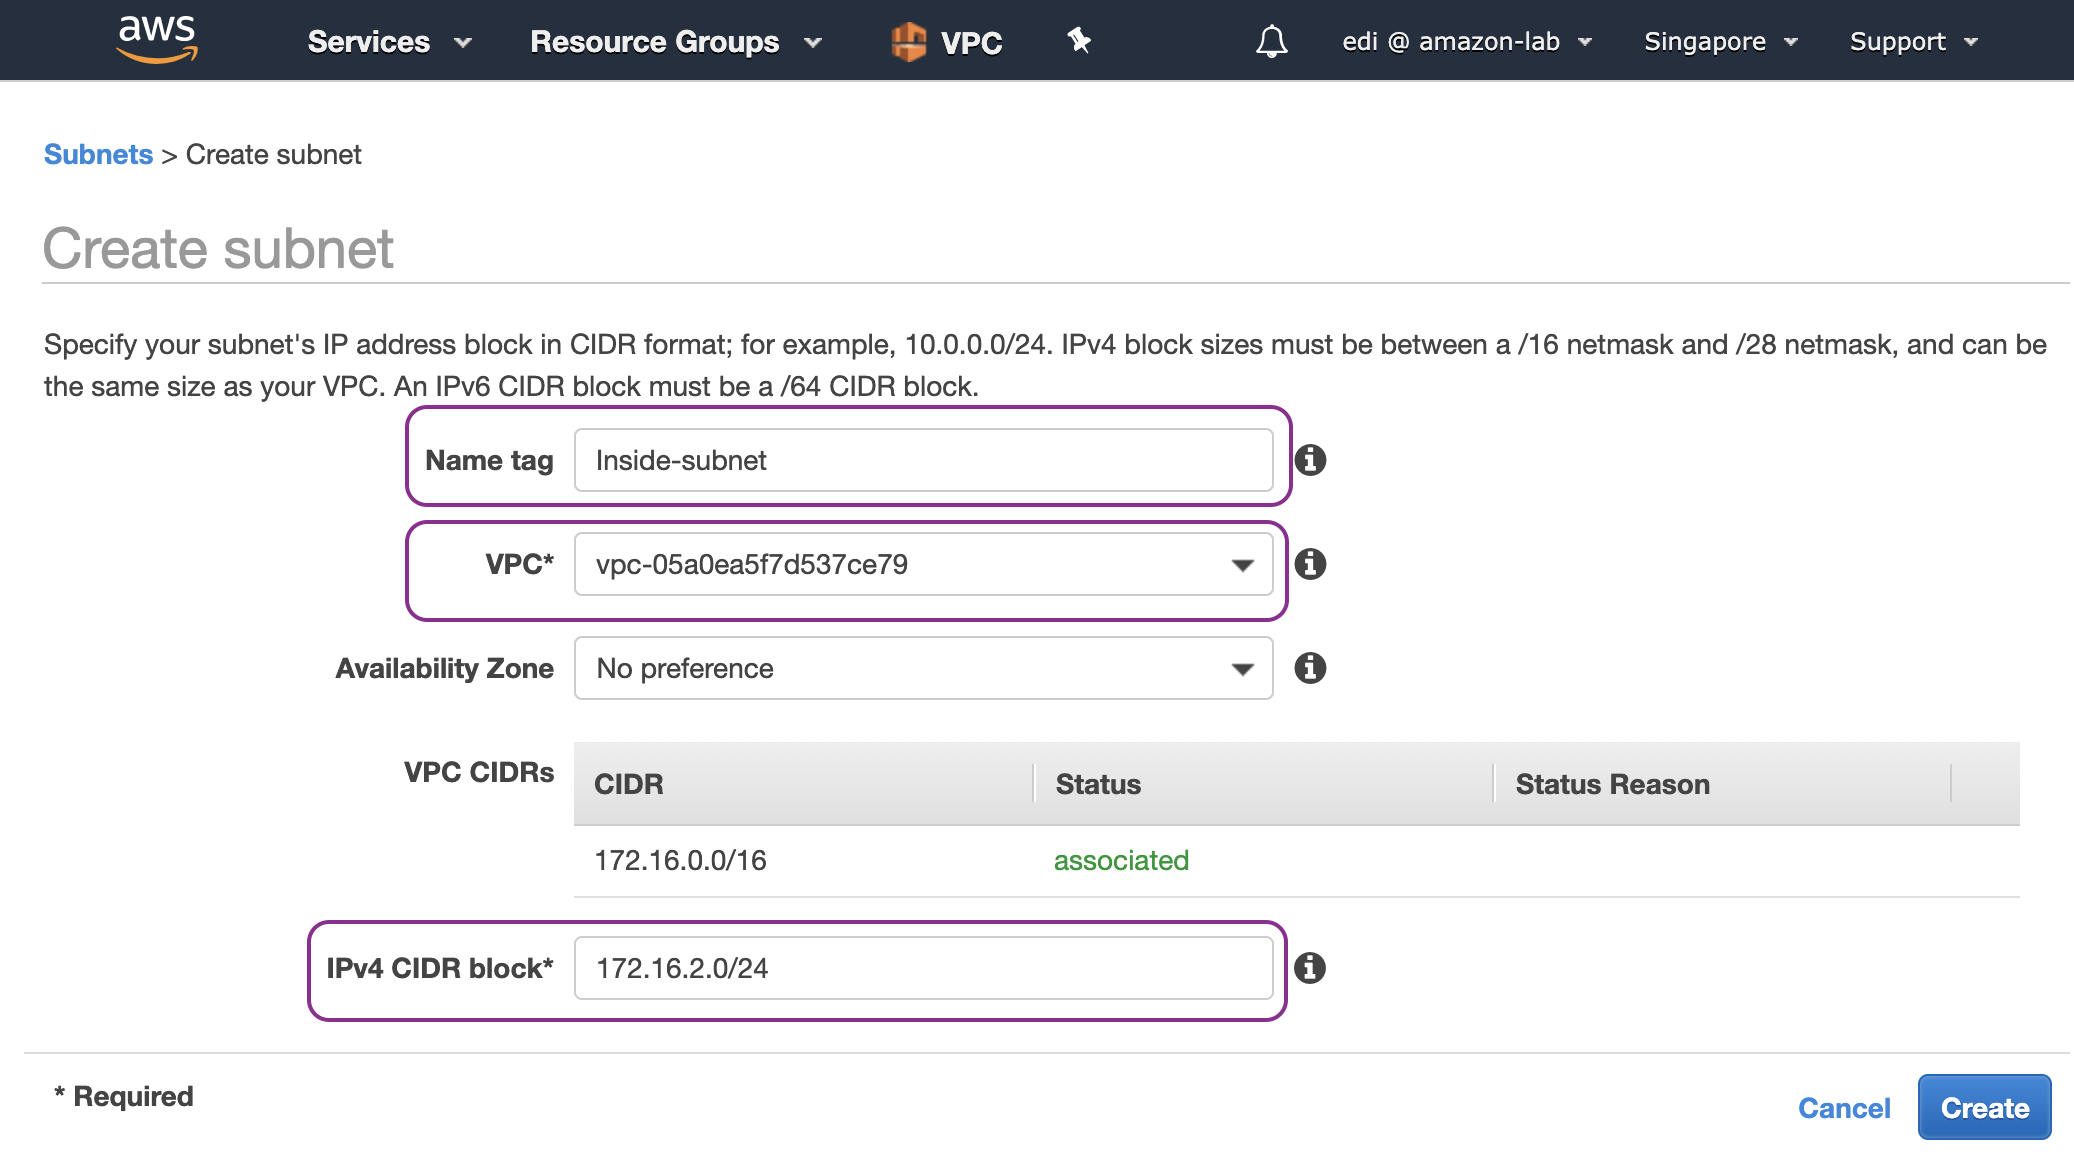 aws Services Resource Groups VPC edi @ amazon-lab Singapore Support
Subnets > Create subnet
Create subnet
Specify your subnet's IP address block in CIDR format; for example, 10.0.0.0/24. IPv4 block sizes must be between a /16 netmask and /28 netmask, and can be
the same size as your VPC. An IPv6 CIDR block must be a /64 CIDR block.
Name tag Inside-subnet
VPC* vpc-05a0ea5f7d537ce79
Availability Zone No preference
VPC CIDRs CIDR Status Status Reason
172.16.0.0/16 associated
IPv4 CIDR block* 172.16.2.0/24
* Required
Cancel Create